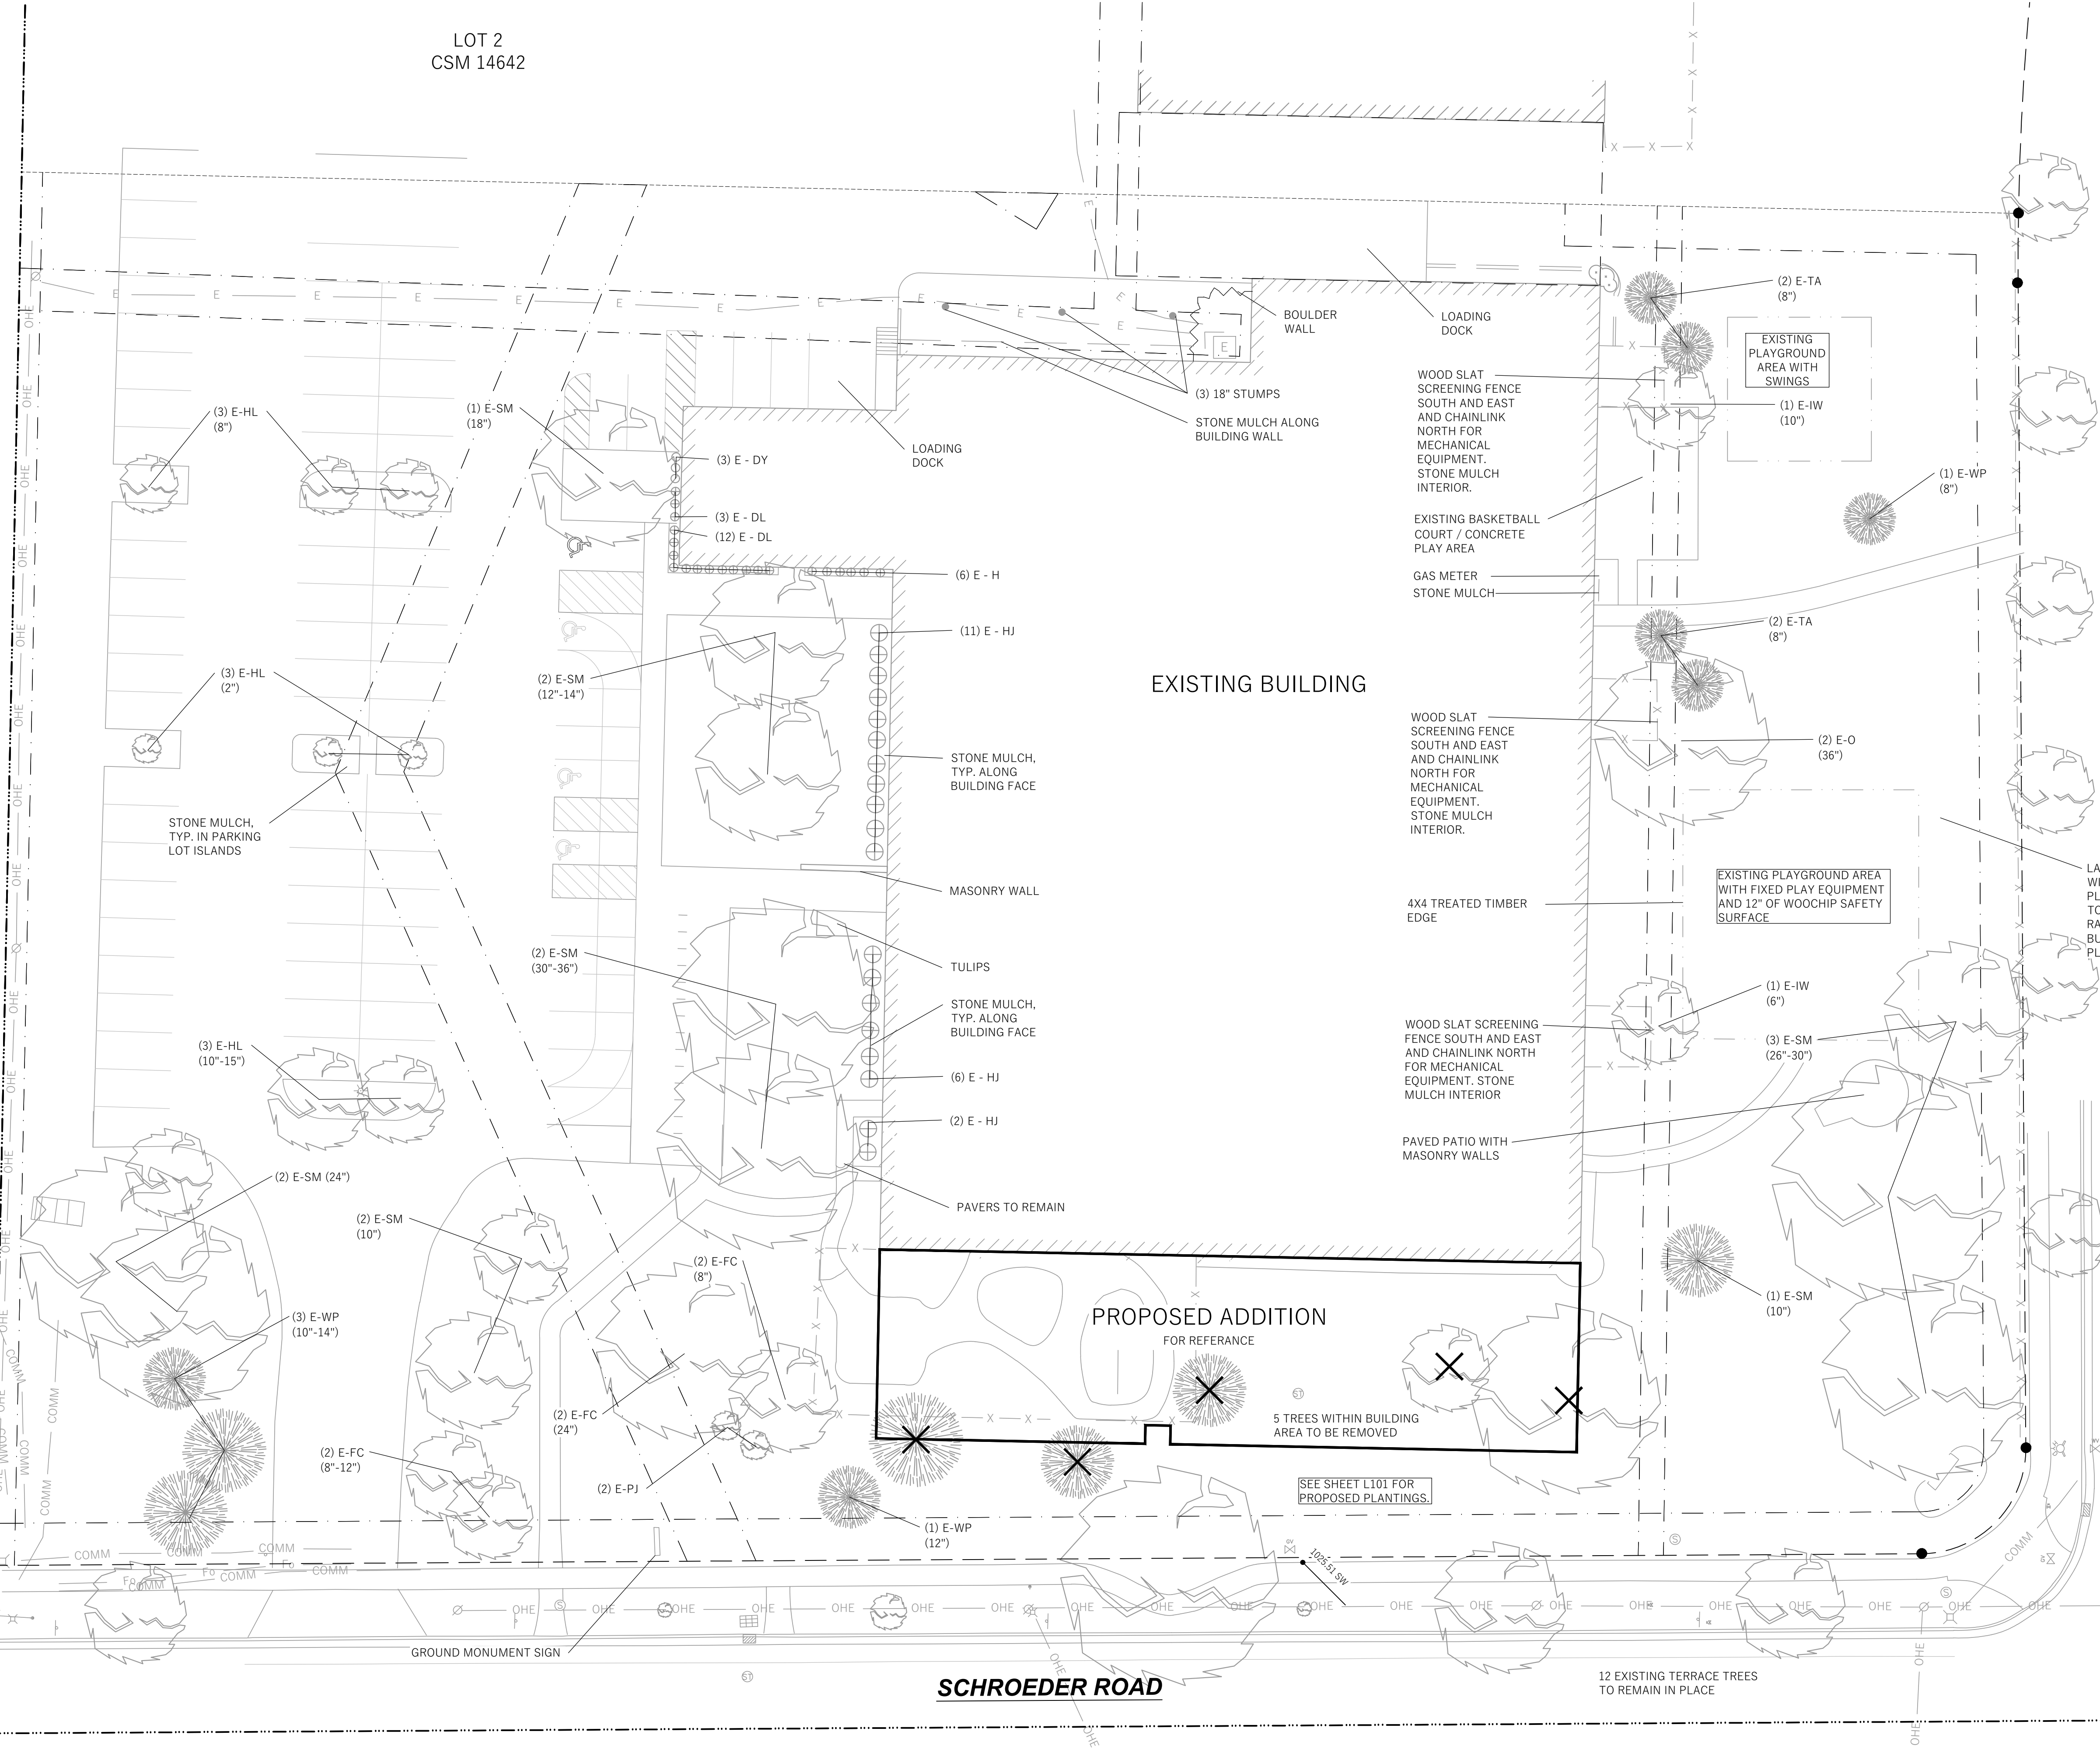 LOT 2
CSM 14642
(3) E-HL
(8")
(1) E-SM
(18")
LOADING
DOCK
(3) E - DY
(3) E - DL
(12) E - DL
(6) E - H
(11) E - HJ
(2) E-SM
(12"-14")
(3) E-HL
(2")
STONE MULCH,
TYP. IN PARKING
LOT ISLANDS
STONE MULCH,
TYP. ALONG
BUILDING FACE
MASONRY WALL
(2) E-SM
(30"-36")
TULIPS
STONE MULCH,
TYP. ALONG
BUILDING FACE
(3) E-HL
(10"-15")
(6) E - HJ
(2) E - HJ
PAVERS TO REMAIN
BOULDER
WALL
LOADING
DOCK
(3) 18" STUMPS
STONE MULCH ALONG
BUILDING WALL
EXISTING BUILDING
WOOD SLAT
SCREENING FENCE
SOUTH AND EAST
AND CHAINLINK
NORTH FOR
MECHANICAL
EQUIPMENT.
STONE MULCH
INTERIOR.
EXISTING BASKETBALL
COURT / CONCRETE
PLAY AREA
GAS METER
STONE MULCH
WOOD SLAT
SCREENING FENCE
SOUTH AND EAST
AND CHAINLINK
NORTH FOR
MECHANICAL
EQUIPMENT.
STONE MULCH
INTERIOR.
4X4 TREATED TIMBER
EDGE
WOOD SLAT SCREENING
FENCE SOUTH AND EAST
AND CHAINLINK NORTH
FOR MECHANICAL
EQUIPMENT. STONE
MULCH INTERIOR
PAVED PATIO WITH
MASONRY WALLS
(2) E-TA
(8")
EXISTING
PLAYGROUND
AREA WITH
SWINGS
(1) E-IW
(10")
(1) E-WP
(8")
(2) E-TA
(8")
(2) E-O
(36")
EXISTING PLAYGROUND AREA
WITH FIXED PLAY EQUIPMENT
AND 12" OF WOOCHIP SAFETY
SURFACE
(1) E-IW
(6")
(3) E-SM
(26"-30")
(1) E-SM
(10")
(2) E-SM (24")
(2) E-SM
(10")
(3) E-WP
(10"-14")
(2) E-FC
(8")
(2) E-FC
(24")
(2) E-FC
(8"-12")
(2) E-PJ
(1) E-WP
(12")
PROPOSED ADDITION
FOR REFERANCE
ST
5 TREES WITHIN BUILDING
AREA TO BE REMOVED
SEE SHEET L101 FOR
PROPOSED PLANTINGS.
1025.51 SW
GROUND MONUMENT SIGN
SCHROEDER ROAD
12 EXISTING TERRACE TREES
TO REMAIN IN PLACE